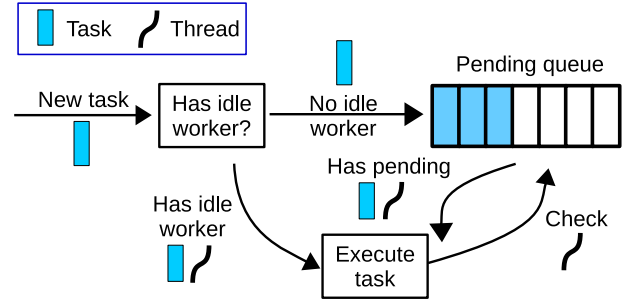 Task
Thread
Pending queue
New task
Has idle
worker?
No idle
worker
Has pending
Has idle
worker
Check
Execute
task